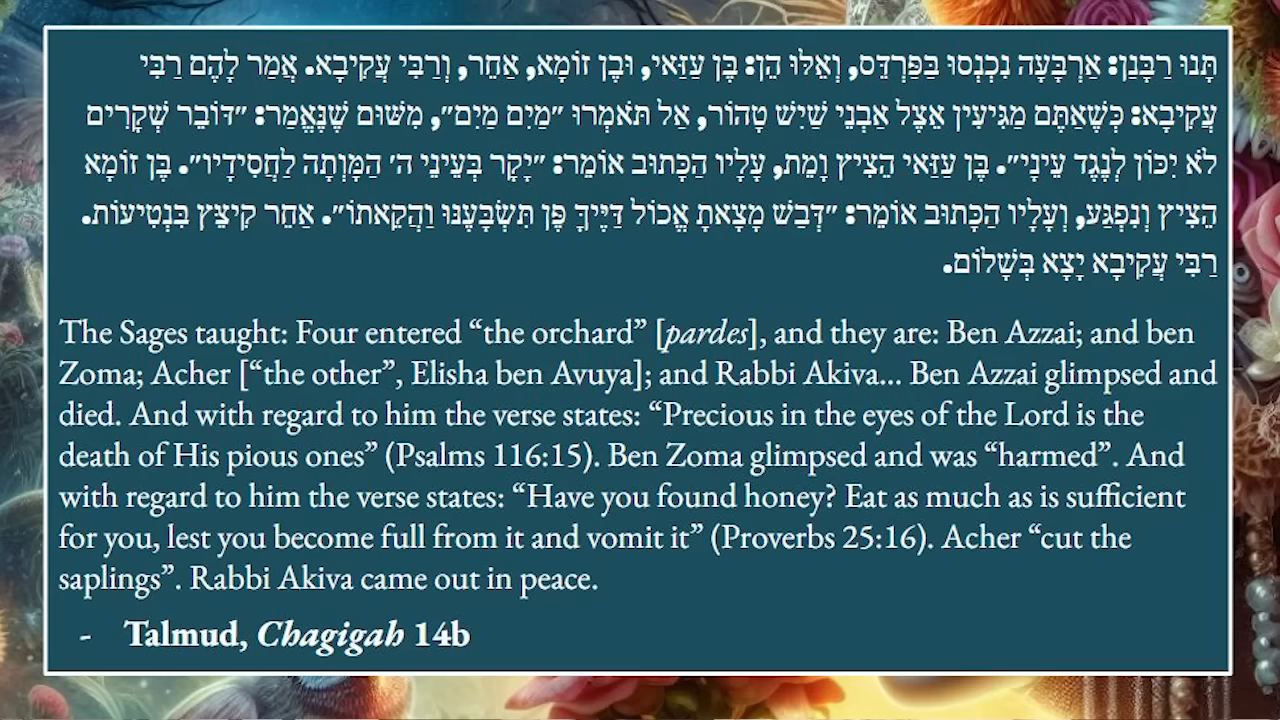 תָּנוּ רַבָּנַן: אַרְבָּעָה נִכְנְסוּ בַּפַּרְדֵּס, וְאֵלּוּ הֵן: בֶּן עַזַּאי, וּבֶן זוֹמָא, אַחֵר, וְרַבִּי עֲקִיבָא. אֲמַר לָהֶם רַבִּי
עֲקִיבָא: כְּשֶׁאַתֶּם מַגִּיעִין אֵצֶל אַבְנֵי שַׁיִשׁ טָהוֹר, אַל תֹּאמְרוּ ״מַיִם מַיִם״, מִשּׁוּם שֶׁנֶּאֱמַר: ״דּוֹבֵר שְׁקָרִים
לֹא יִכּוֹן לְנֶגֶד עֵינָי״. בֶּן עַזַּאי הֵצִיץ וָמֵת, עָלָיו הַכָּתוּב אוֹמֵר: ״יָקָר בְּעֵינֵי ה׳ הַמָּוְתָה לַחֲסִידָיו״. בֶּן זוֹמָא
הֵצִיץ וְנִפְגַּע, וְעָלָיו הַכָּתוּב אוֹמֵר: ״דְּבַשׁ מָצָאתָ אֱכוֹל דַּיֶּיךָּ פֶּן תִּשְׂבָּעֶנּוּ וַהֲקֵאתוֹ״. אַחֵר קִיצֵּץ בִּנְטִיעוֹת.
רַבִּי עֲקִיבָא יָצָא בְּשָׁלוֹם.
The Sages taught: Four entered “the orchard” [pardes], and they are: Ben Azzai; and ben
Zoma; Acher [“the other”, Elisha ben Avuya]; and Rabbi Akiva... Ben Azzai glimpsed and
died. And with regard to him the verse states: “Precious in the eyes of the Lord is the
death of His pious ones” (Psalms 116:15). Ben Zoma glimpsed and was “harmed”. And
with regard to him the verse states: “Have you found honey? Eat as much as is sufficient
for you, lest you become full from it and vomit it” (Proverbs 25:16). Acher “cut the
saplings”. Rabbi Akiva came out in peace.
- Talmud, Chagigah 14b